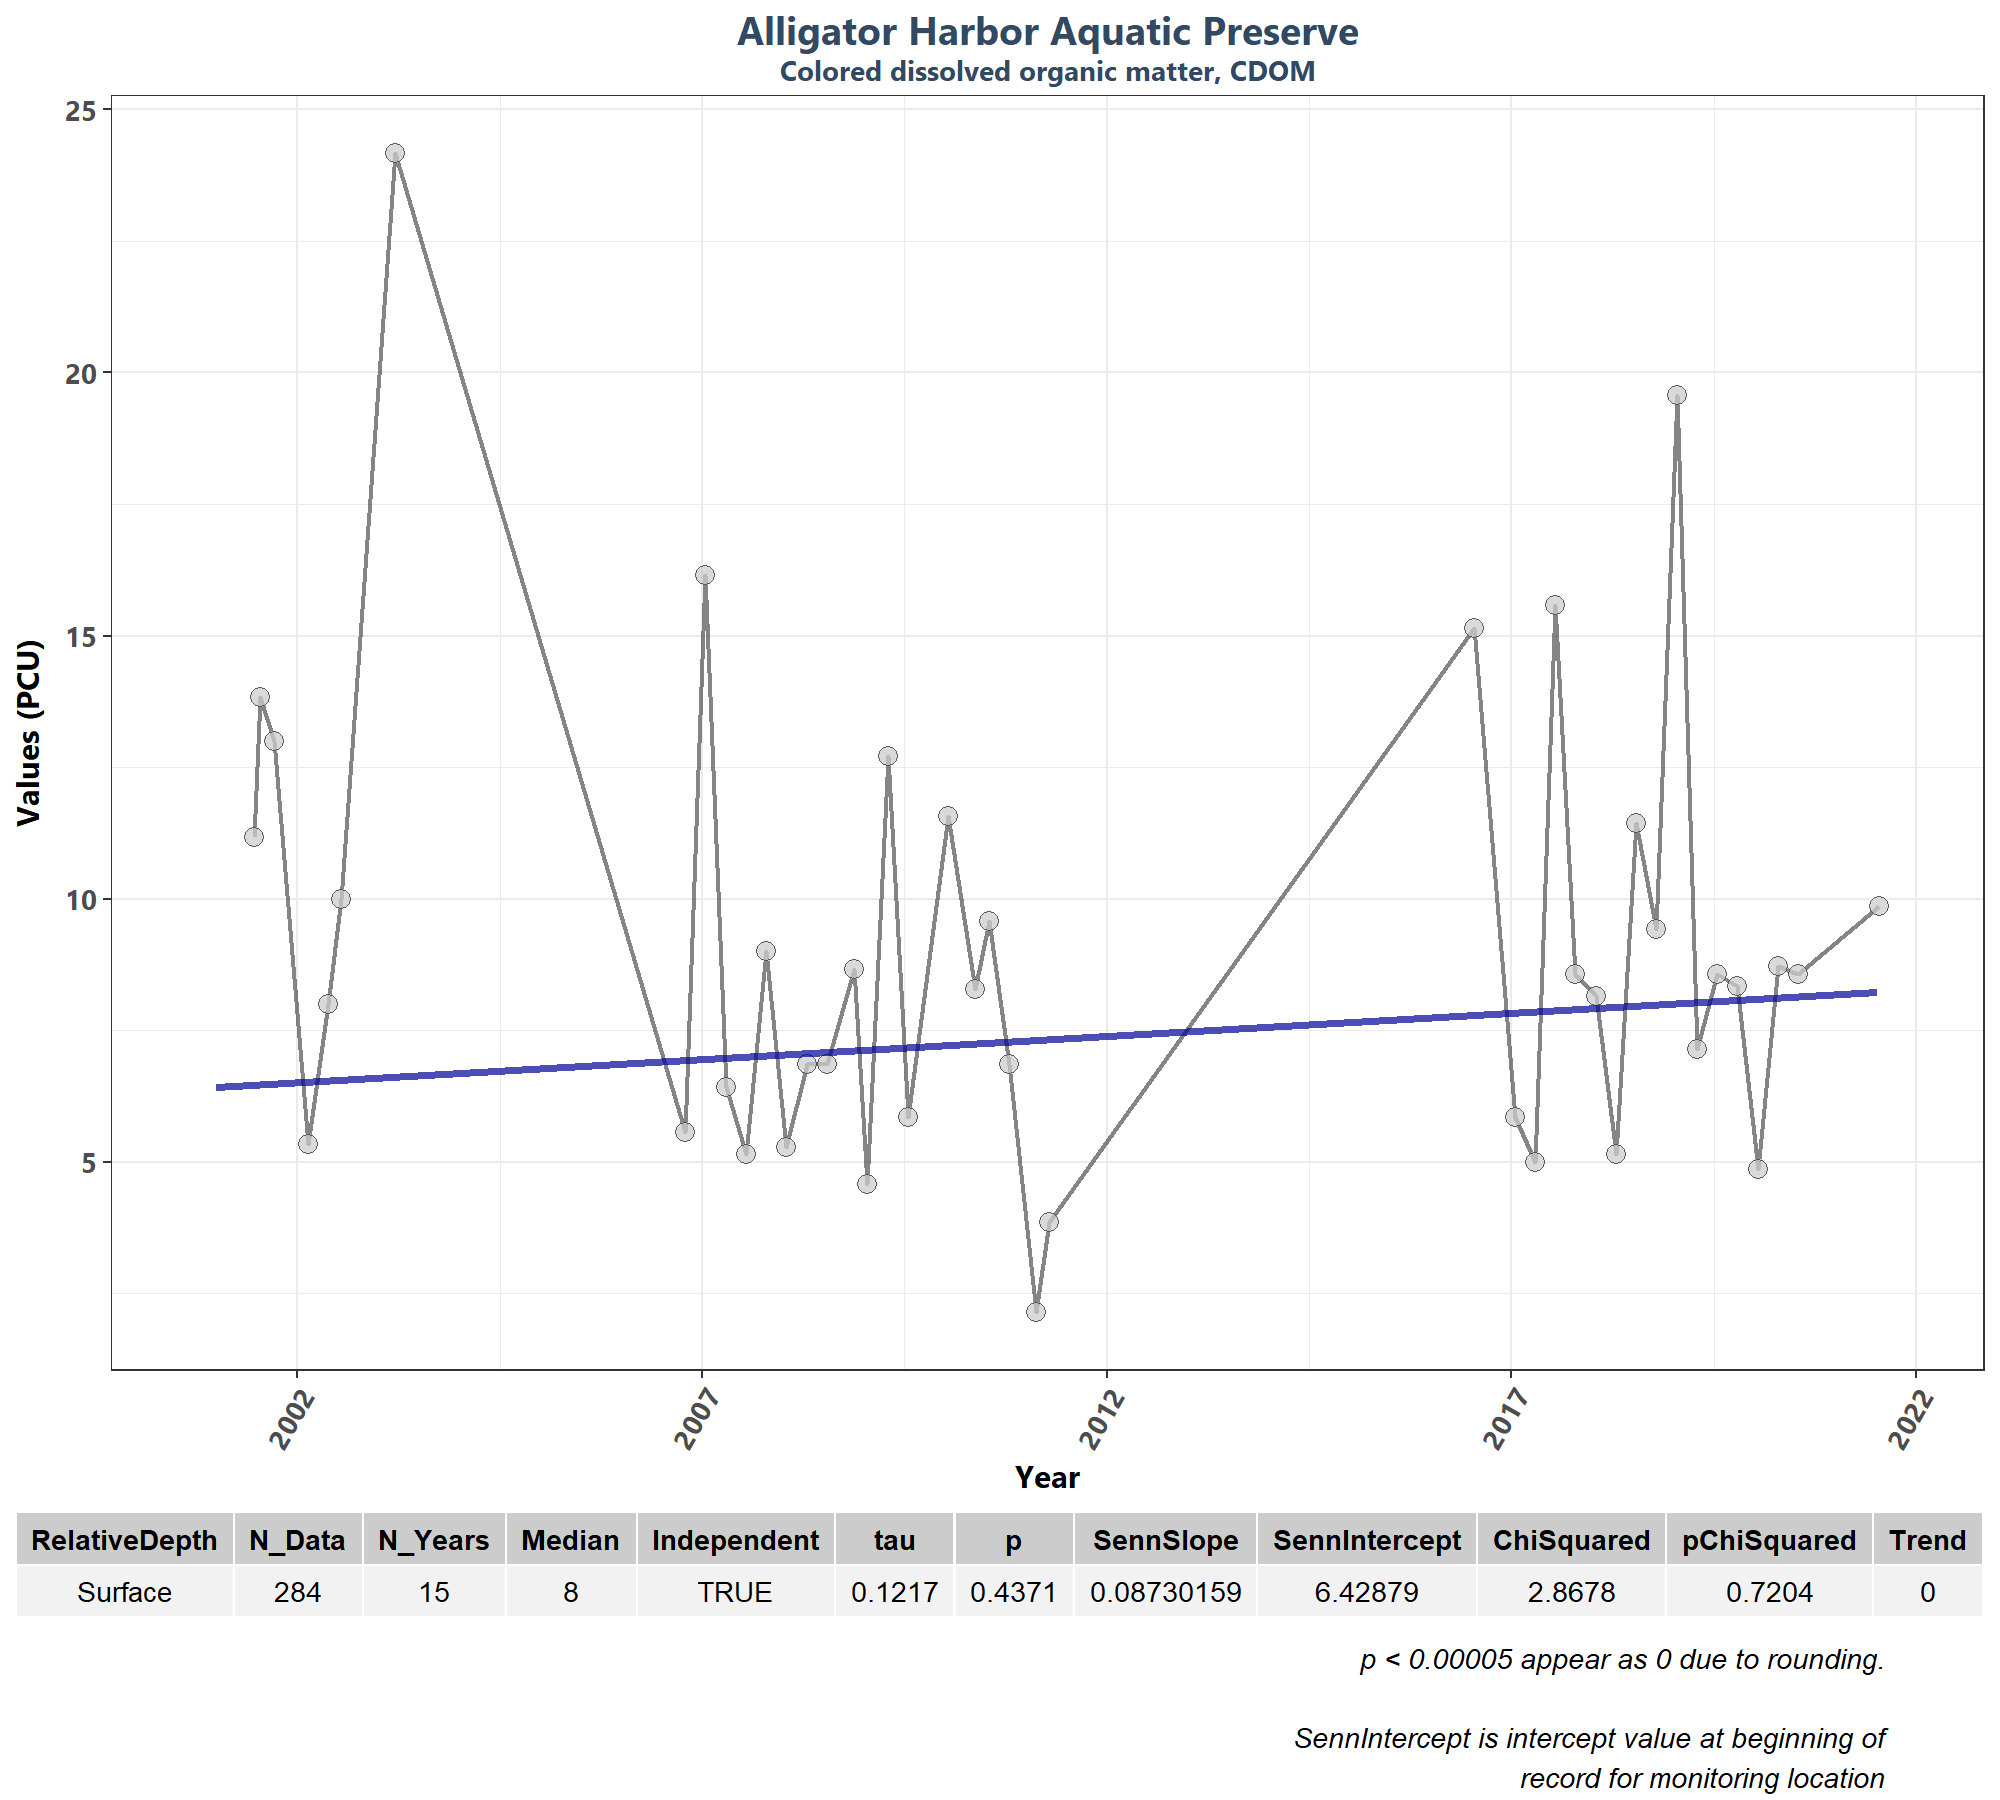 Alligator Harbor Aquatic Preserve
Colored dissolved organic matter, CDOM
25
20
15
10
5
Values (PCU)
2002
2007
2012
2017
2022
Year
RelativeDepth N_Data N_Years Median Independent tau p SennSlope SennIntercept ChiSquared pChiSquared Trend
Surface 284 15 8 TRUE 0.1217 0.4371 0.08730159 6.42879 2.8678 0.7204 0
p < 0.00005 appear as 0 due to rounding.
SennIntercept is intercept value at beginning of
record for monitoring location